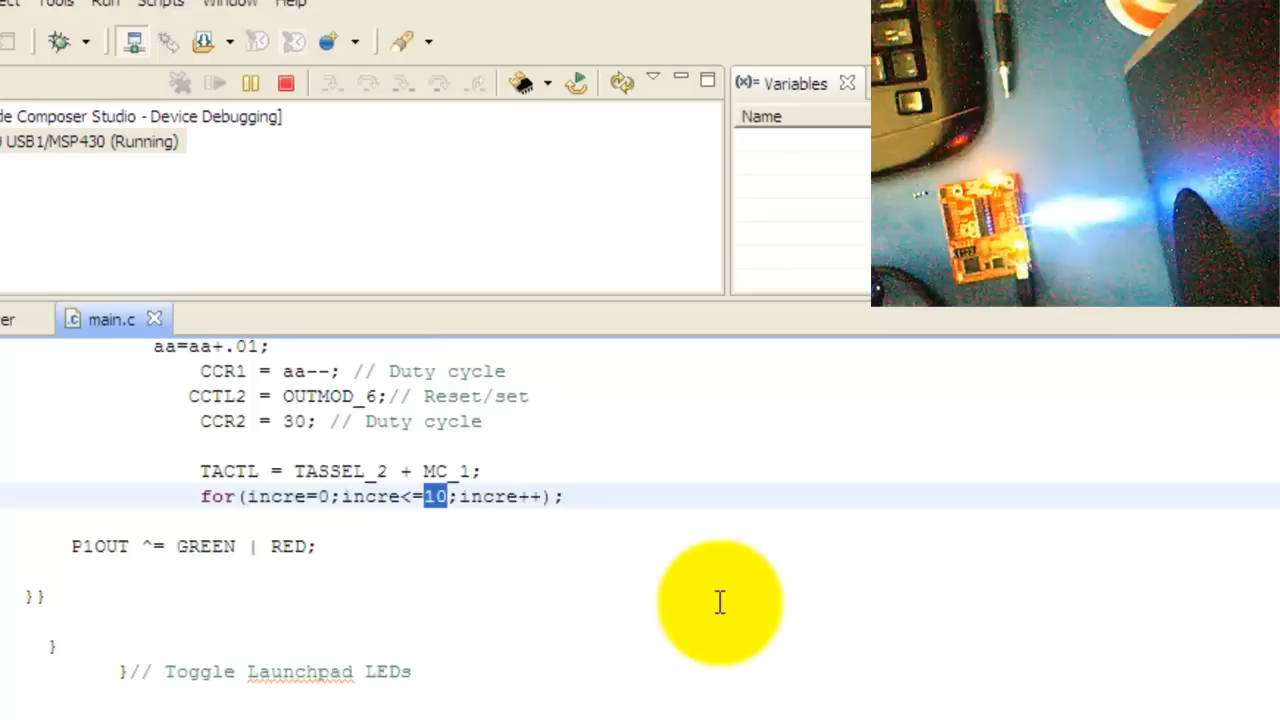 ect Tools Run Scripts Window Help
(x)= Variables
de Composer Studio - Device Debugging]
Name
USB1/MSP430 (Running)
er
main.c
aa=aa+.01;
CCR1 = aa--; // Duty cycle
CCTL2 = OUTMOD_6;// Reset/set
CCR2 = 30; // Duty cycle
TACTL = TASSEL_2 + MC_1;
for(incre=0;incre<=10;incre++);
P1OUT ^= GREEN | RED;
}}
}
}// Toggle Launchpad LEDs